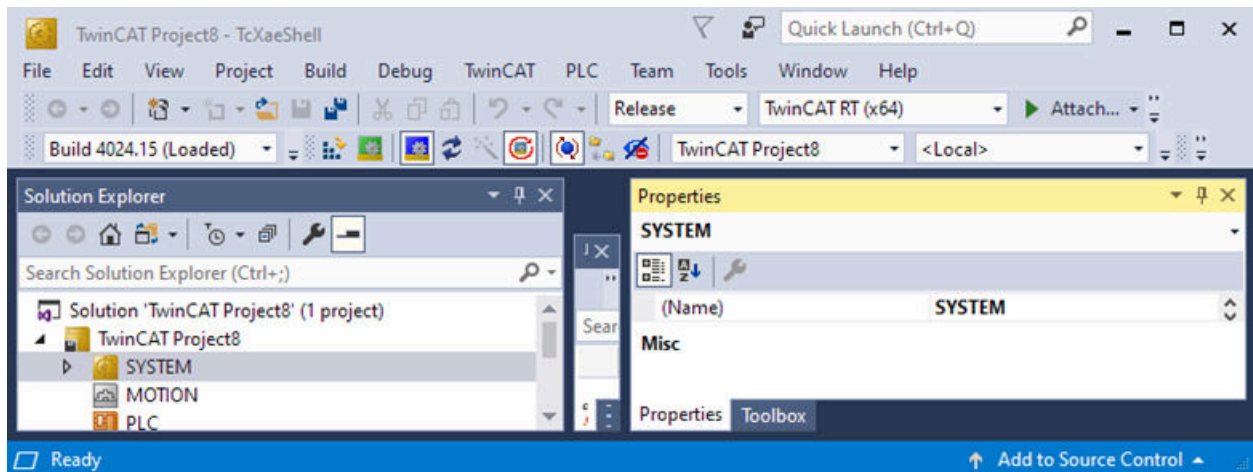 TwinCAT Project8 - TcXaeShell
Quick Launch (Ctrl+Q)
File Edit View Project Build Debug TwinCAT PLC Team Tools Window Help
Release TwinCAT RT (x64) Attach...
Build 4024.15 (Loaded) TwinCAT Project8 <Local>
Solution Explorer
Search Solution Explorer (Ctrl+;)
Solution 'TwinCAT Project8' (1 project)
TwinCAT Project8
SYSTEM
MOTION
PLC
Sear
Properties
SYSTEM
(Name) SYSTEM
Misc
Properties Toolbox
Ready
Add to Source Control